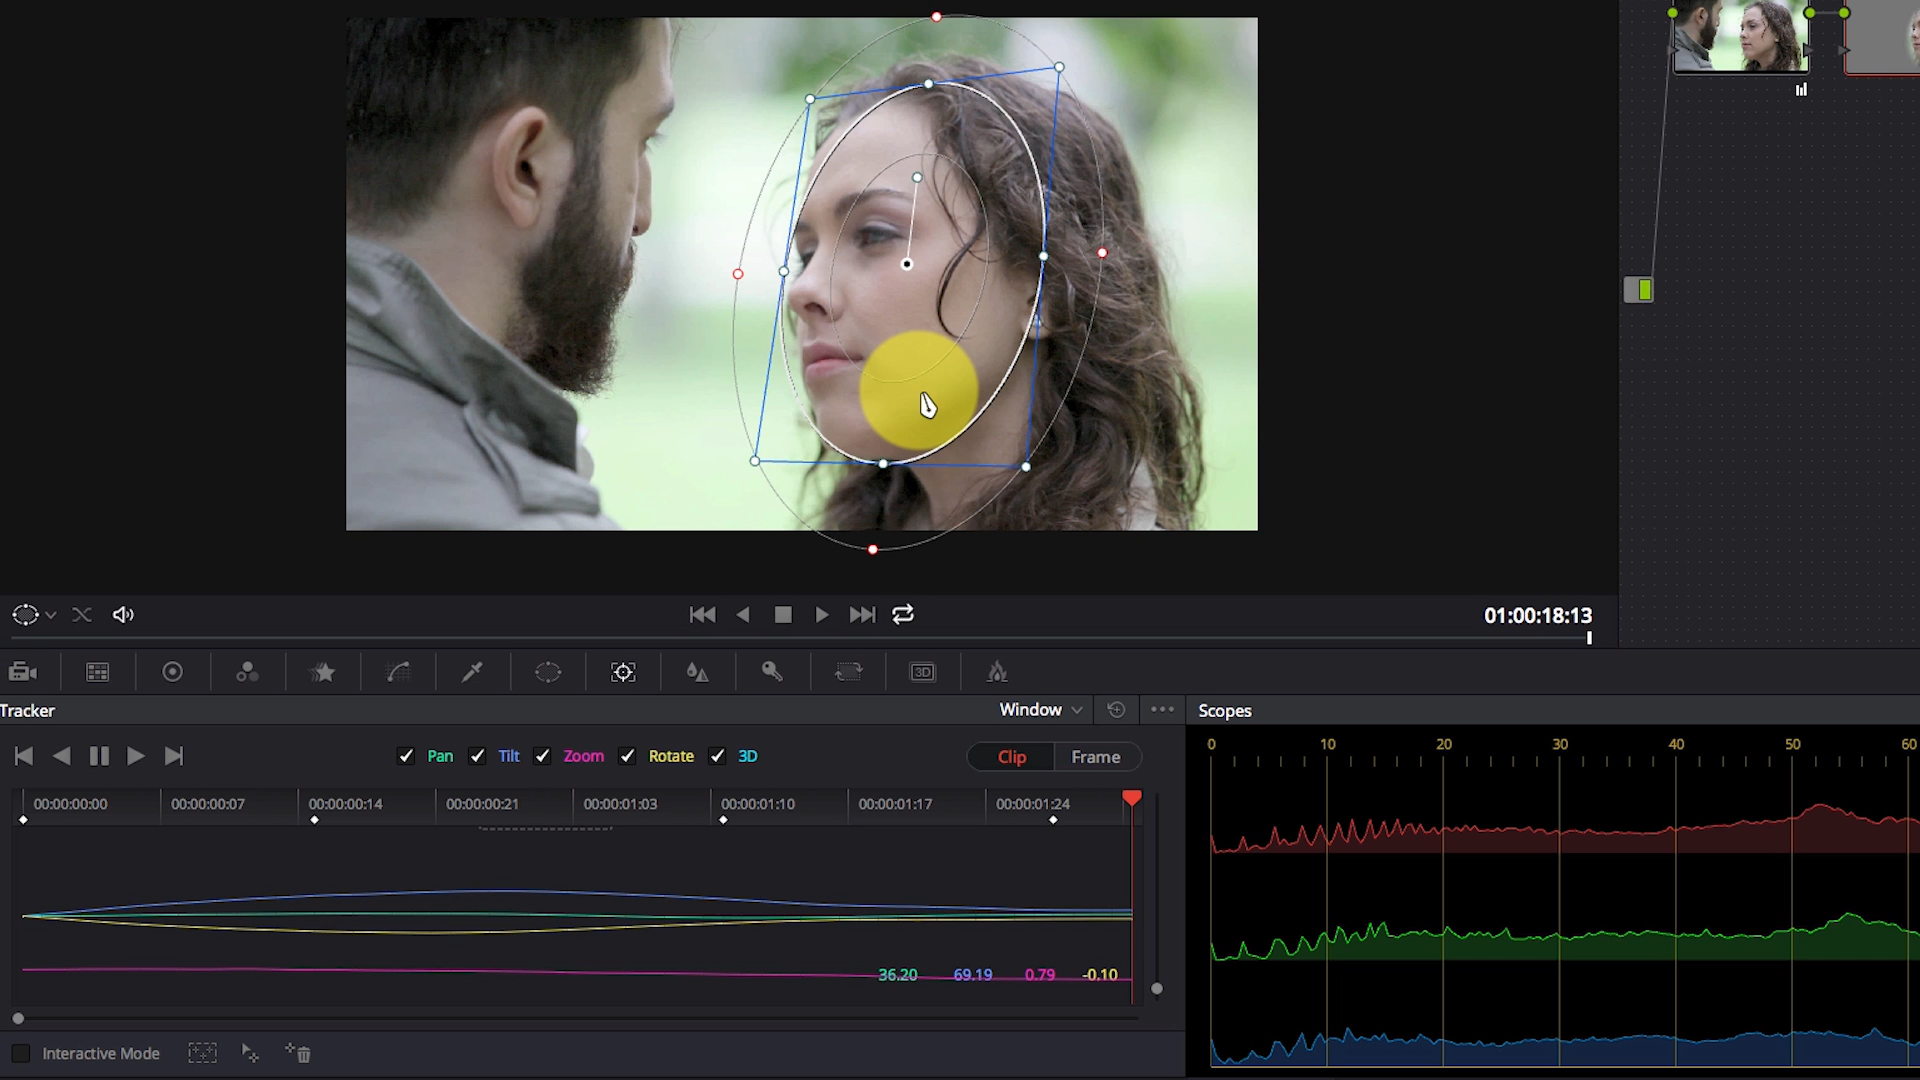 01:00:18:13
3D
Tracker
Window
Scopes
Pan Tilt Zoom Rotate 3D
Clip Frame
0 10 20 30 40 50 60
00:00:00:00 00:00:00:07 00:00:00:14 00:00:00:21 00:00:01:03 00:00:01:10 00:00:01:17 00:00:01:24
36.20 69.19 0.79 -0.10
Interactive Mode